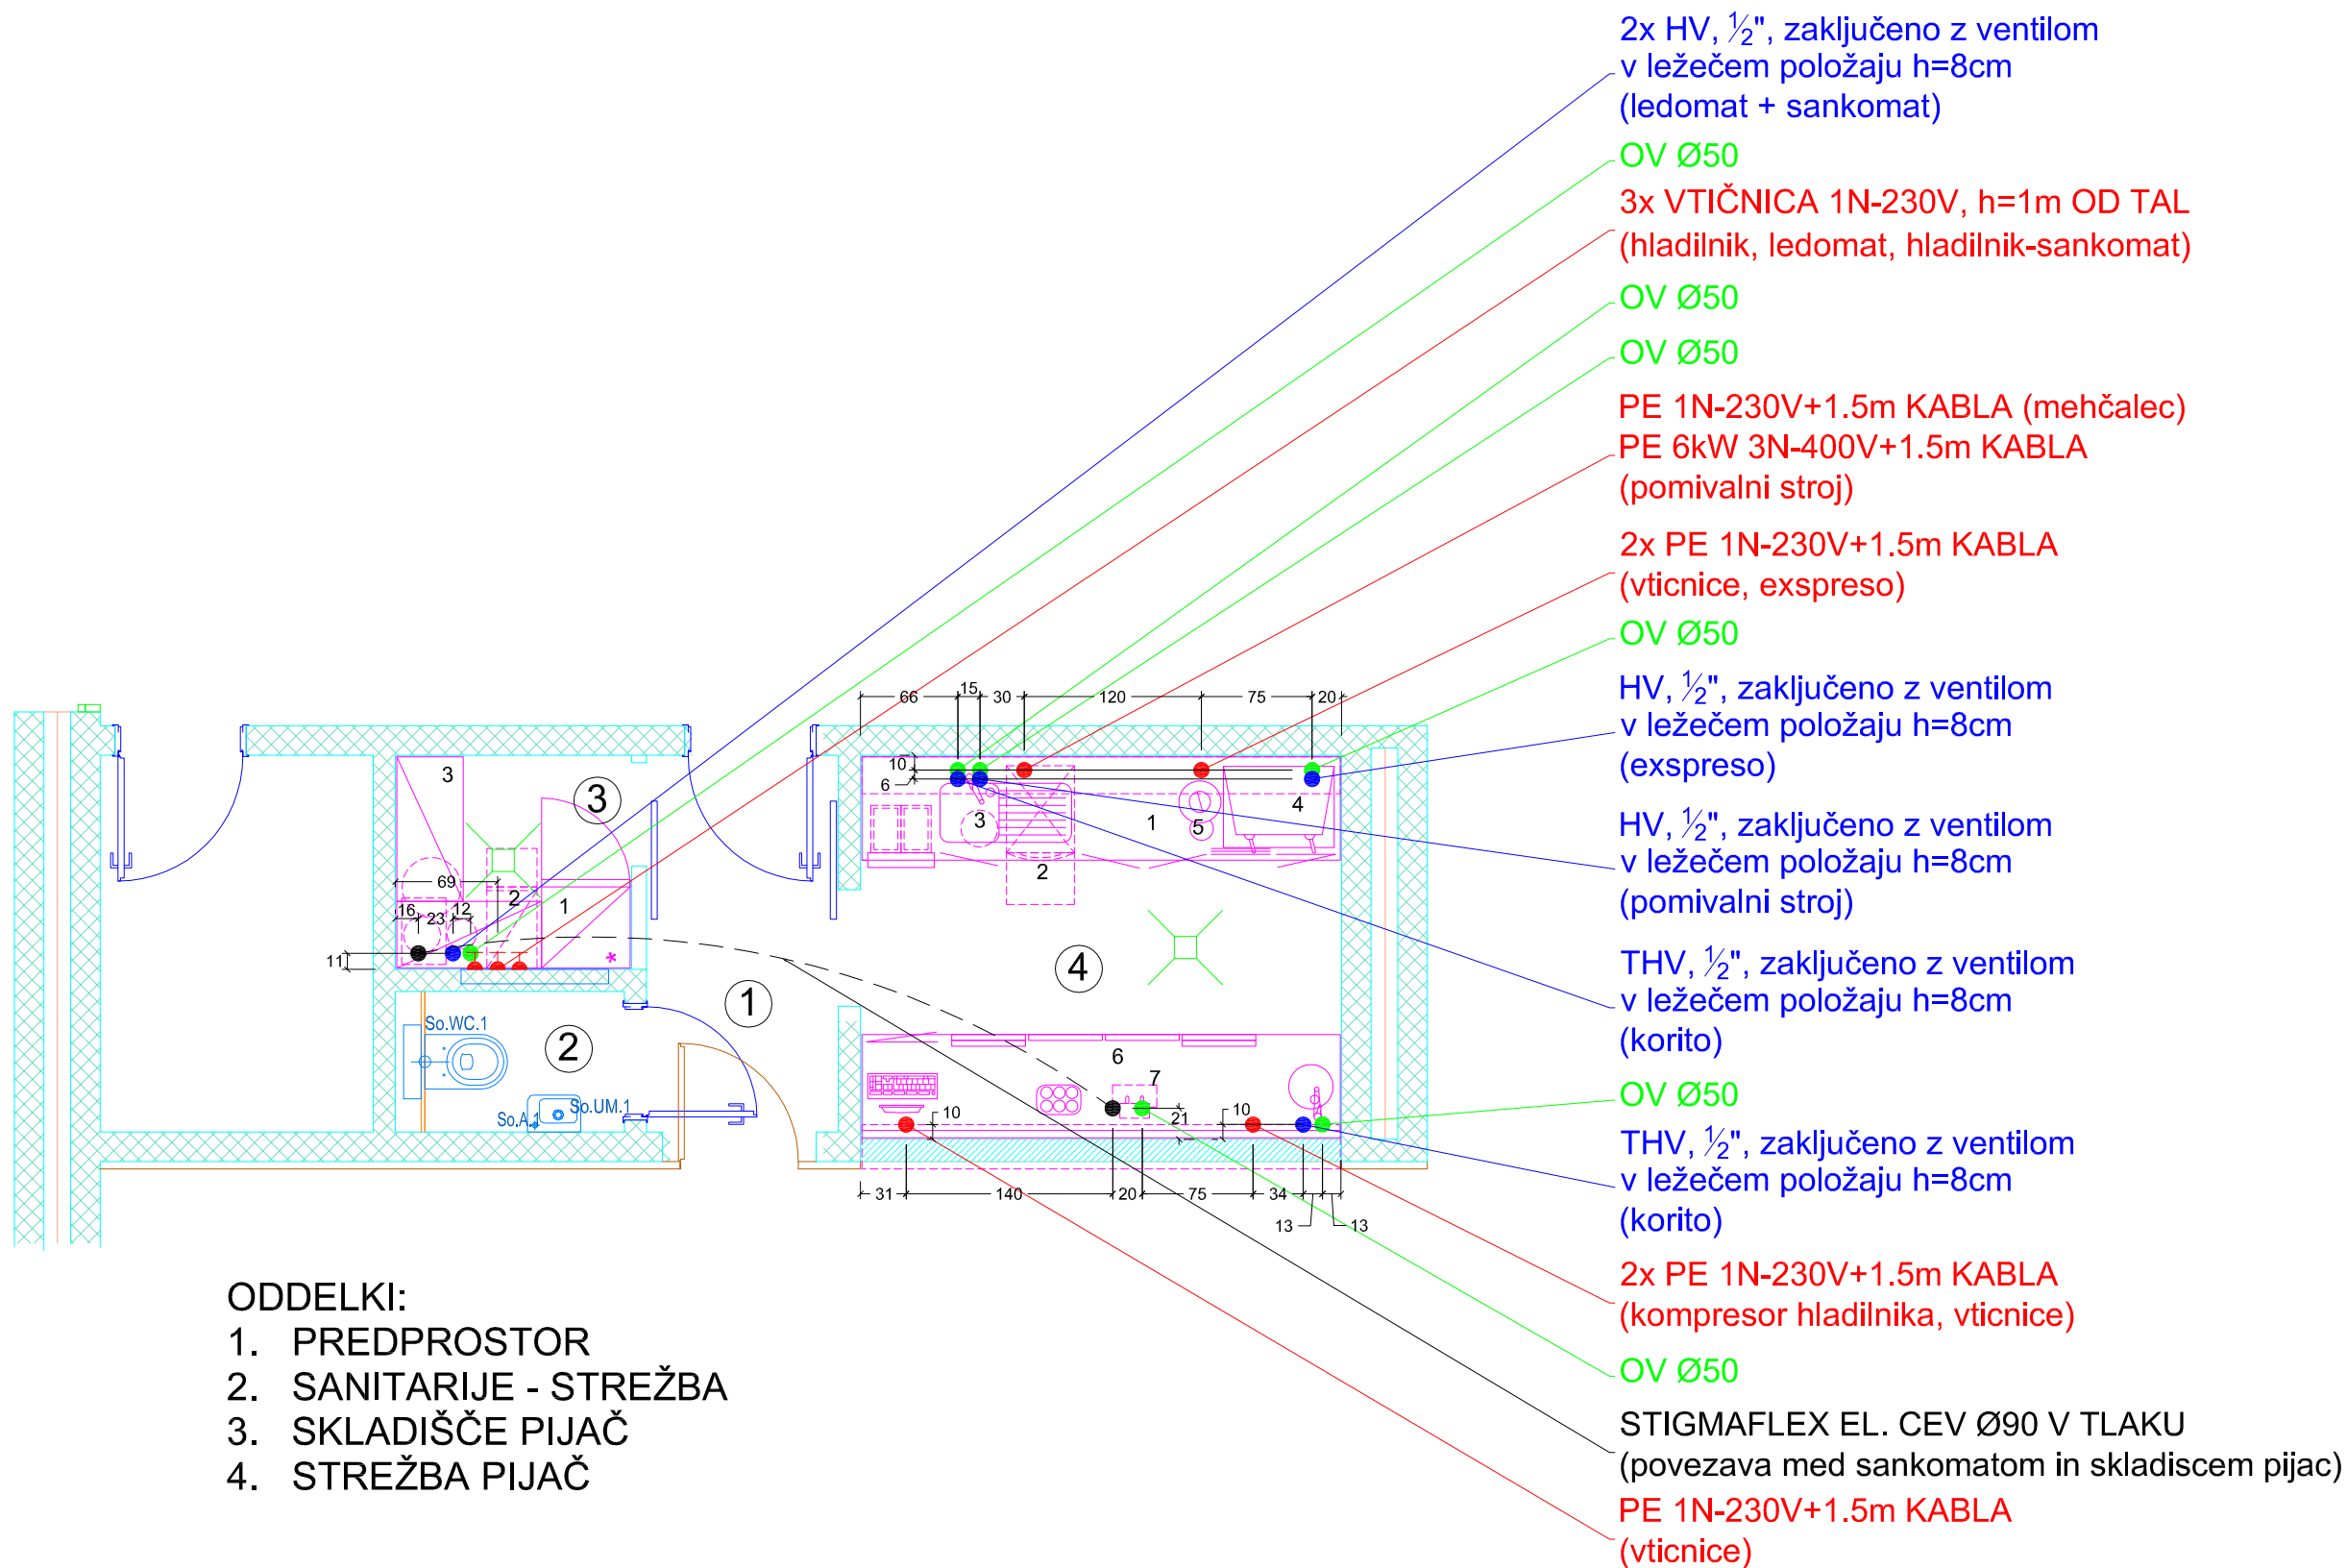 2x HV, ½", zaključeno z ventilom
v ležečem položaju h=8cm
(ledomat + sankomat)
OV Ø50
3x VTIČNICA 1N-230V, h=1m OD TAL
(hladilnik, ledomat, hladilnik-sankomat)
OV Ø50
OV Ø50
PE 1N-230V+1.5m KABLA (mehčalec)
PE 6kW 3N-400V+1.5m KABLA
(pomivalni stroj)
2x PE 1N-230V+1.5m KABLA
(vticnice, exspreso)
OV Ø50
HV, ½", zaključeno z ventilom
v ležečem položaju h=8cm
(exspreso)
HV, ½", zaključeno z ventilom
v ležečem položaju h=8cm
(pomivalni stroj)
THV, ½", zaključeno z ventilom
v ležečem položaju h=8cm
(korito)
OV Ø50
THV, ½", zaključeno z ventilom
v ležečem položaju h=8cm
(korito)
2x PE 1N-230V+1.5m KABLA
(kompresor hladilnika, vticnice)
OV Ø50
STIGMAFLEX EL. CEV Ø90 V TLAKU
(povezava med sankomatom in skladiscem pijac)
PE 1N-230V+1.5m KABLA
(vticnice)
66 15 30 120 75 20
10
6
3
4
1
5
2
3
3
69
2
1
16 23 12
11
*
4
1
2
So.WC.1
So.A.1
So.UM.1
6
7
10
21
10
31 140 20 75 34
13 13
ODDELKI:
1. PREDPROSTOR
2. SANITARIJE - STREŽBA
3. SKLADIŠČE PIJAČ
4. STREŽBA PIJAČ